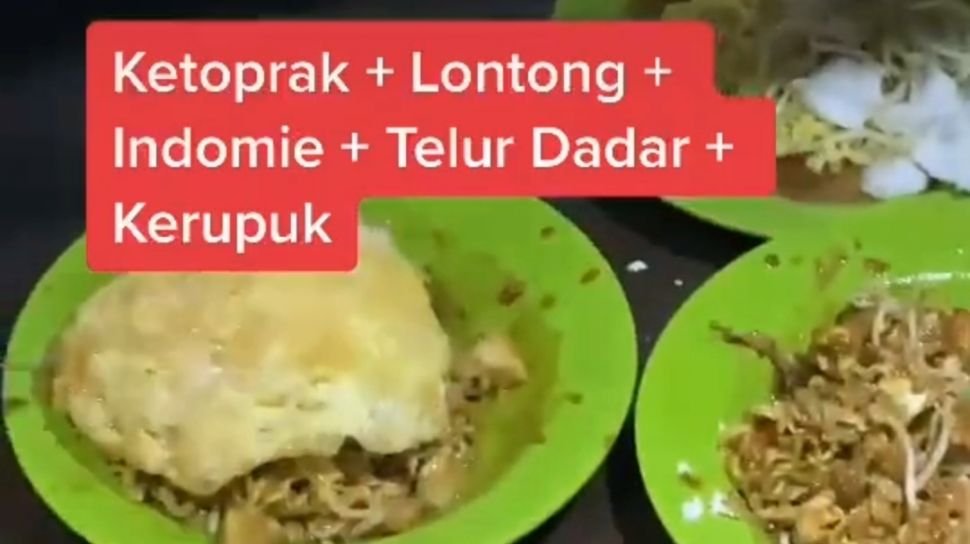 Ketoprak + Lontong +
Indomie + Telur Dadar +
Kerupuk